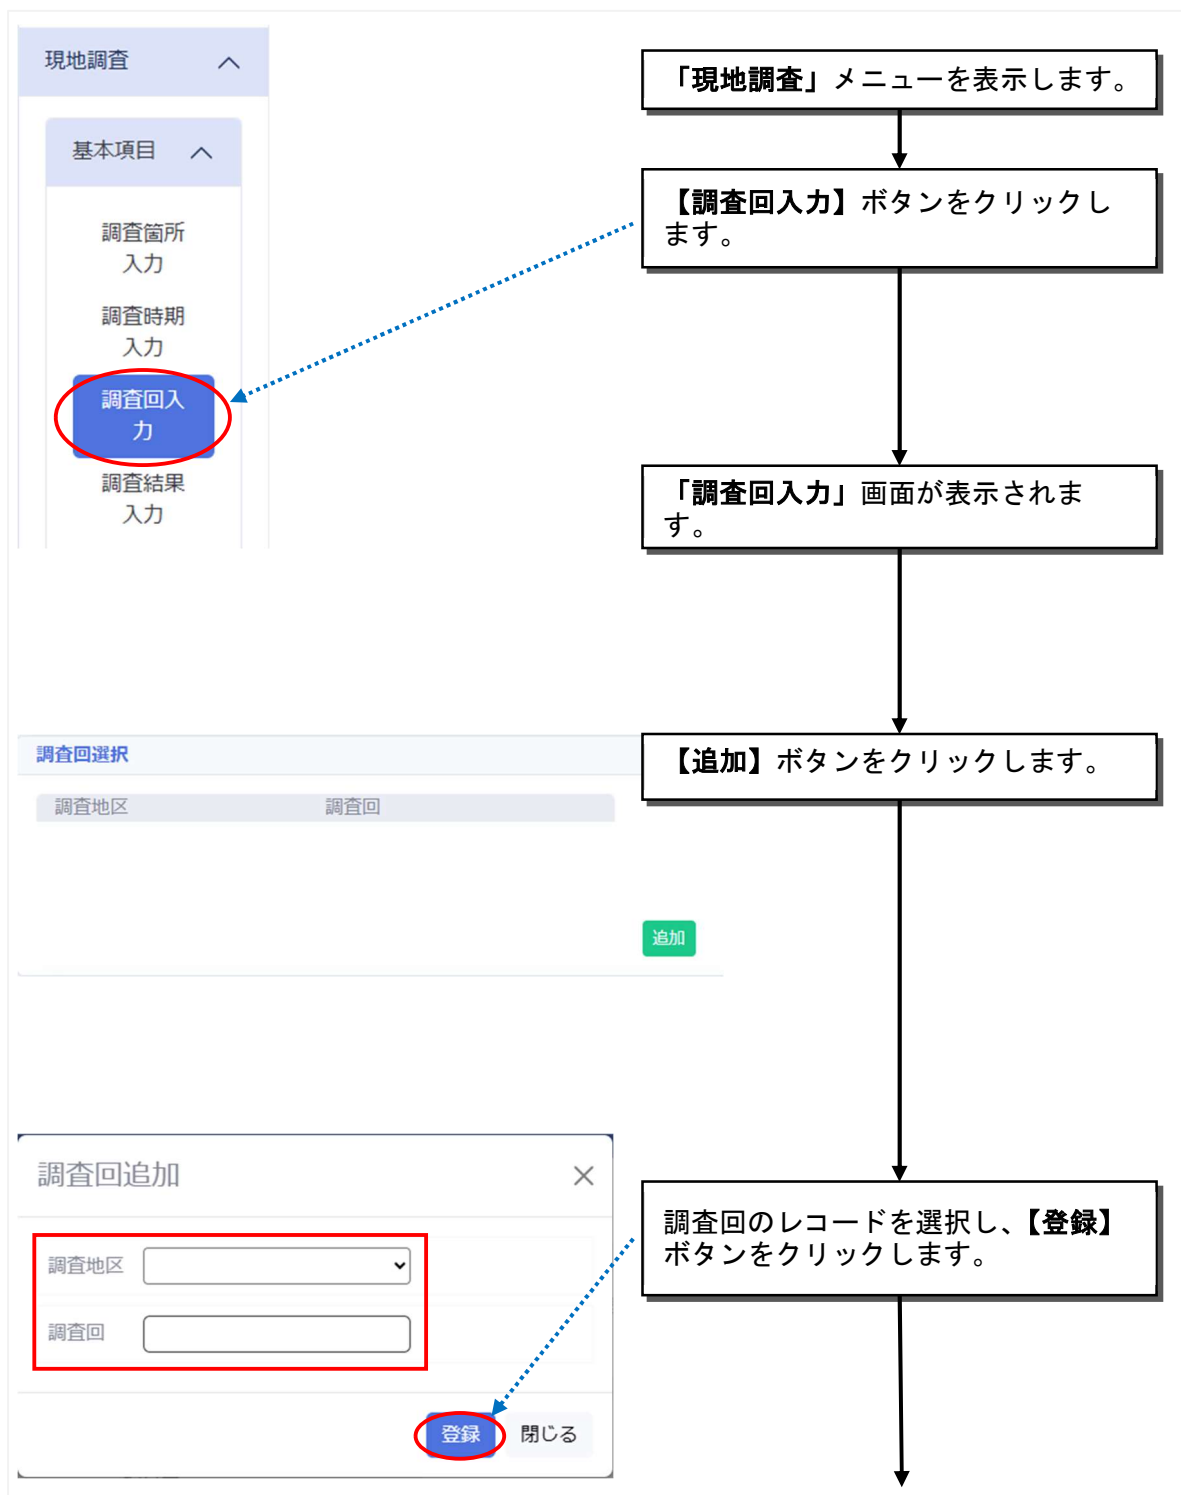 現地調査
基本項目
調査箇所
入力
調査時期
入力
調査回入
力
調査結果
入力
「現地調査」メニューを表示します。
【調査回入力】ボタンをクリックし
ます。
「調査回入力」画面が表示されま
す。
調査回選択
調査地区 調査回
追加
【追加】ボタンをクリックします。
調査回追加
調査地区
調査回
登録 閉じる
調査回のレコードを選択し、【登録】
ボタンをクリックします。